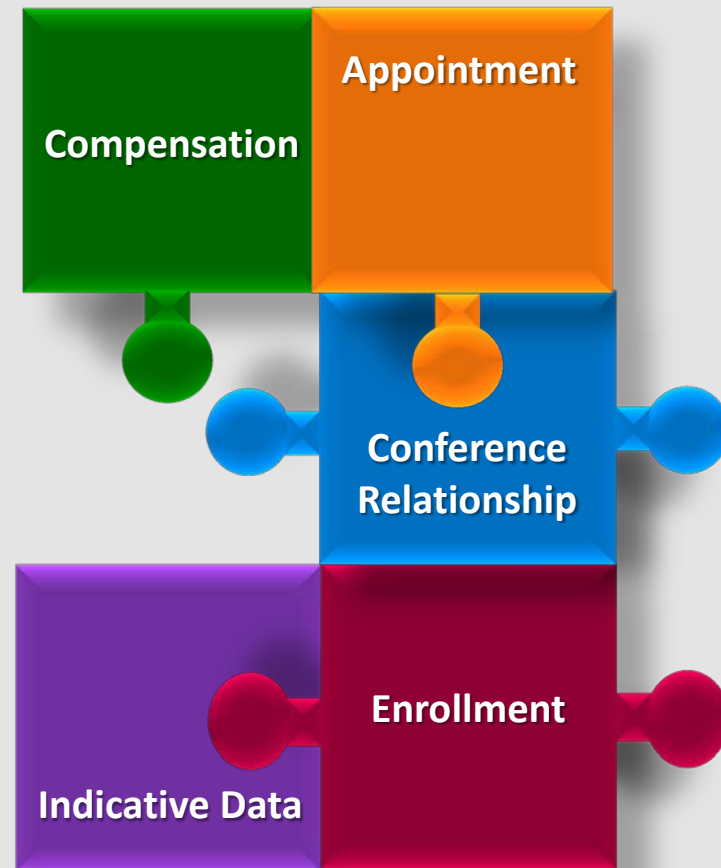 Compensation
Appointment
Conference
Relationship
Enrollment
Indicative Data